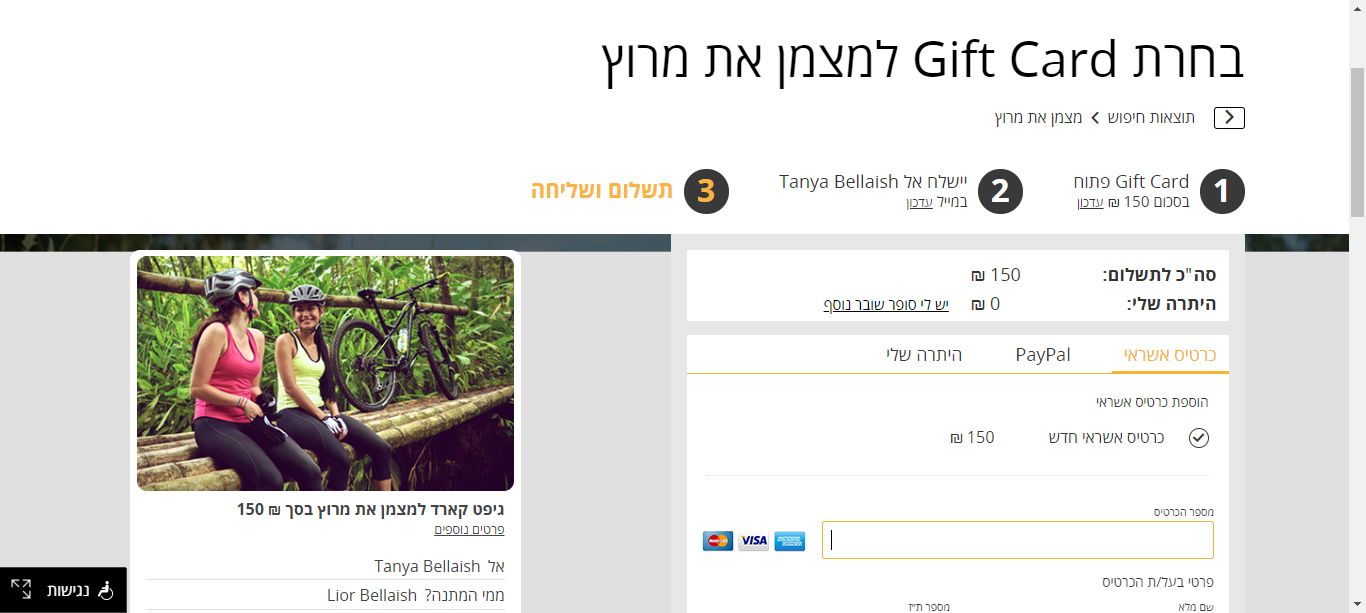 בחרת Gift Card למצמן את מרוץ
תוצאות חיפוש > מצמן את מרוץ
1
Gift Card פתוח
בסכום 150 ₪ עדכון
2
יישלח אל Tanya Bellaish
במייל עדכון
3
תשלום ושליחה
סה"כ לתשלום: 150 ₪
היתרה שלי: 0 ₪ יש לי סופר שובר נוסף
כרטיס אשראי PayPal היתרה שלי
הוספת כרטיס אשראי
כרטיס אשראי חדש 150 ₪
מספר הכרטיס
MasterCard VISA AMERICAN EXPRESS
פרטי בעל/ת הכרטיס
שם מלא מספר ת"ז
גיפט קארד למצמן את מרוץ בסך 150 ₪
פרטים נוספים
אל Tanya Bellaish
ממי המתנה? Lior Bellaish
נגישות